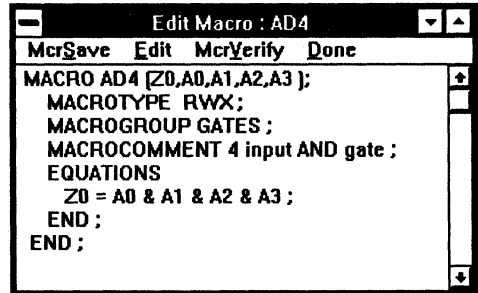 Edit Macro : AD4
McrSave Edit McrVerify Done
MACRO AD4 (Z0,A0,A1,A2,A3 );
MACROTYPE RWX ;
MACROGROUP GATES ;
MACROCOMMENT 4 input AND gate ;
EQUATIONS
Z0 = A0 & A1 & A2 & A3 ;
END ;
END ;